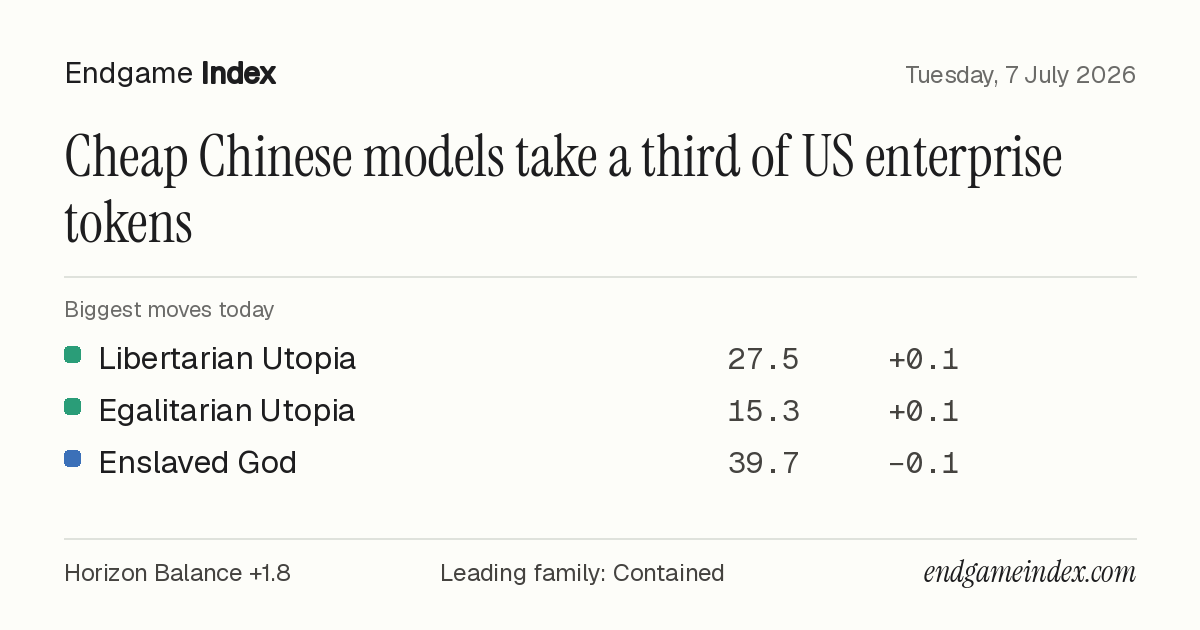 Endgame Index
Tuesday, 7 July 2026
Cheap Chinese models take a third of US enterprise
tokens
Biggest moves today
Libertarian Utopia 27.5 +0.1
Egalitarian Utopia 15.3 +0.1
Enslaved God 39.7 −0.1
Horizon Balance +1.8
Leading family: Contained
endgameindex.com